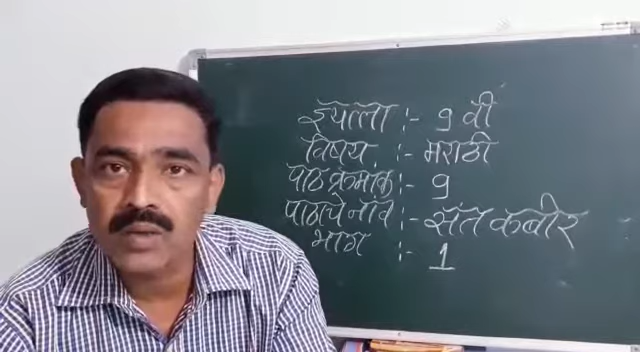 इयत्ता :- 9 वी
विषय :- मराठी
पाठ क्रमांक :- 9
पाठाचे नाव :- संत कबीर
भाग :- 1